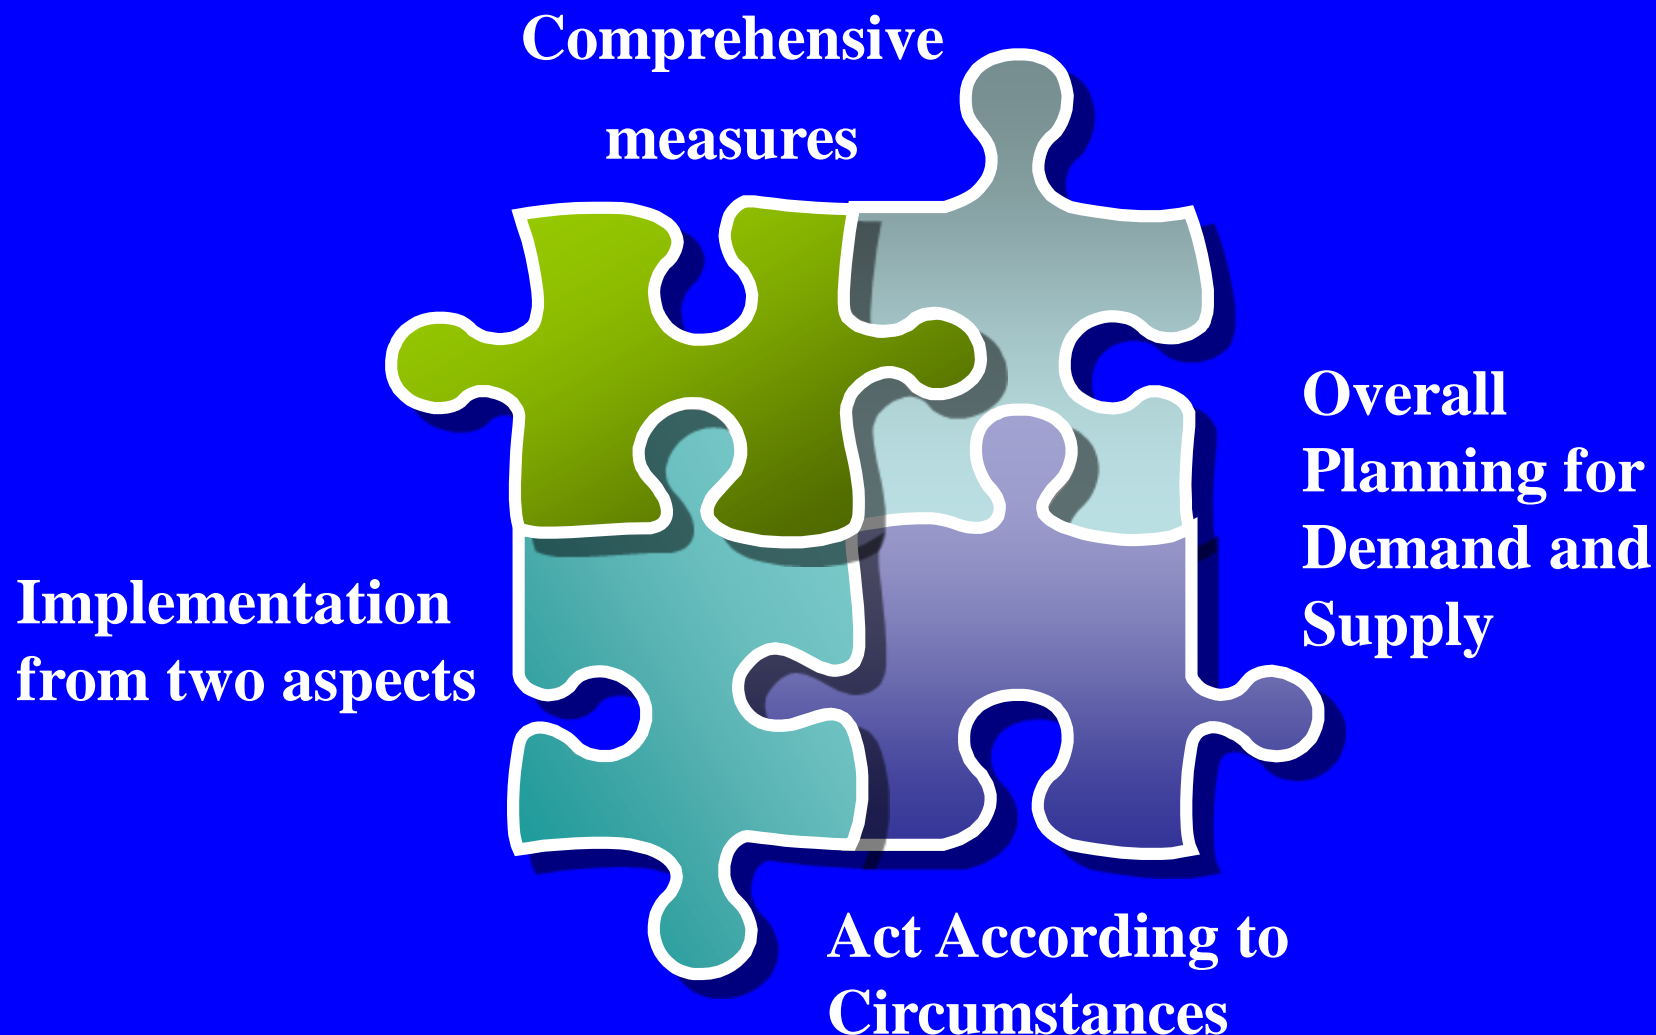 Comprehensive
measures
Overall
Planning for
Demand and
Supply
Implementation
from two aspects
Act According to
Circumstances